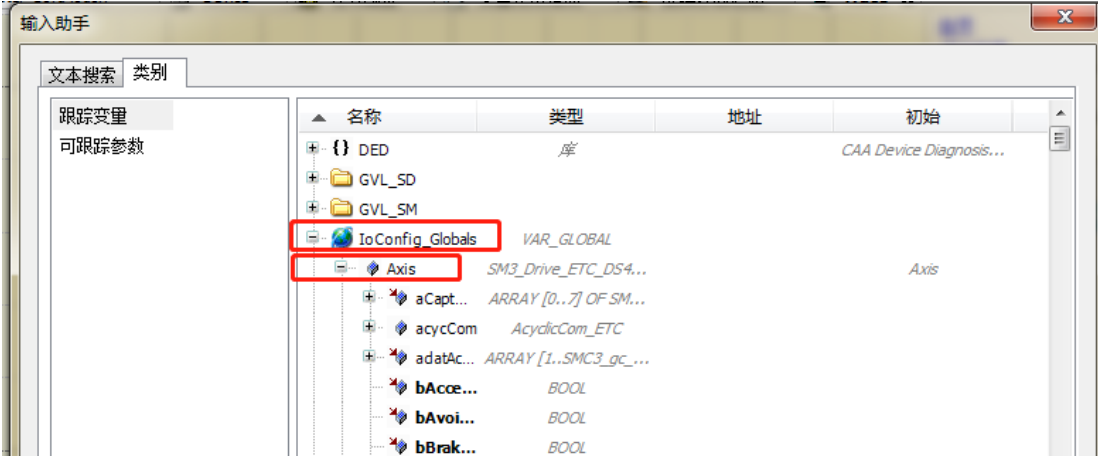 输入助手
文本搜索 类别
跟踪变量
可跟踪参数
名称 类型 地址 初始
{} DED 库 CAA Device Diagnosis...
GVL_SD
GVL_SM
IoConfig_Globals VAR_GLOBAL
Axis SM3_Drive_ETC_DS4... Axis
aCapt... ARRAY [0..7] OF SM...
acycCom AcyclicCom_ETC
adatAc... ARRAY [1..SMC3_gc_...
bAcce... BOOL
bAvoi... BOOL
bBrak... BOOL